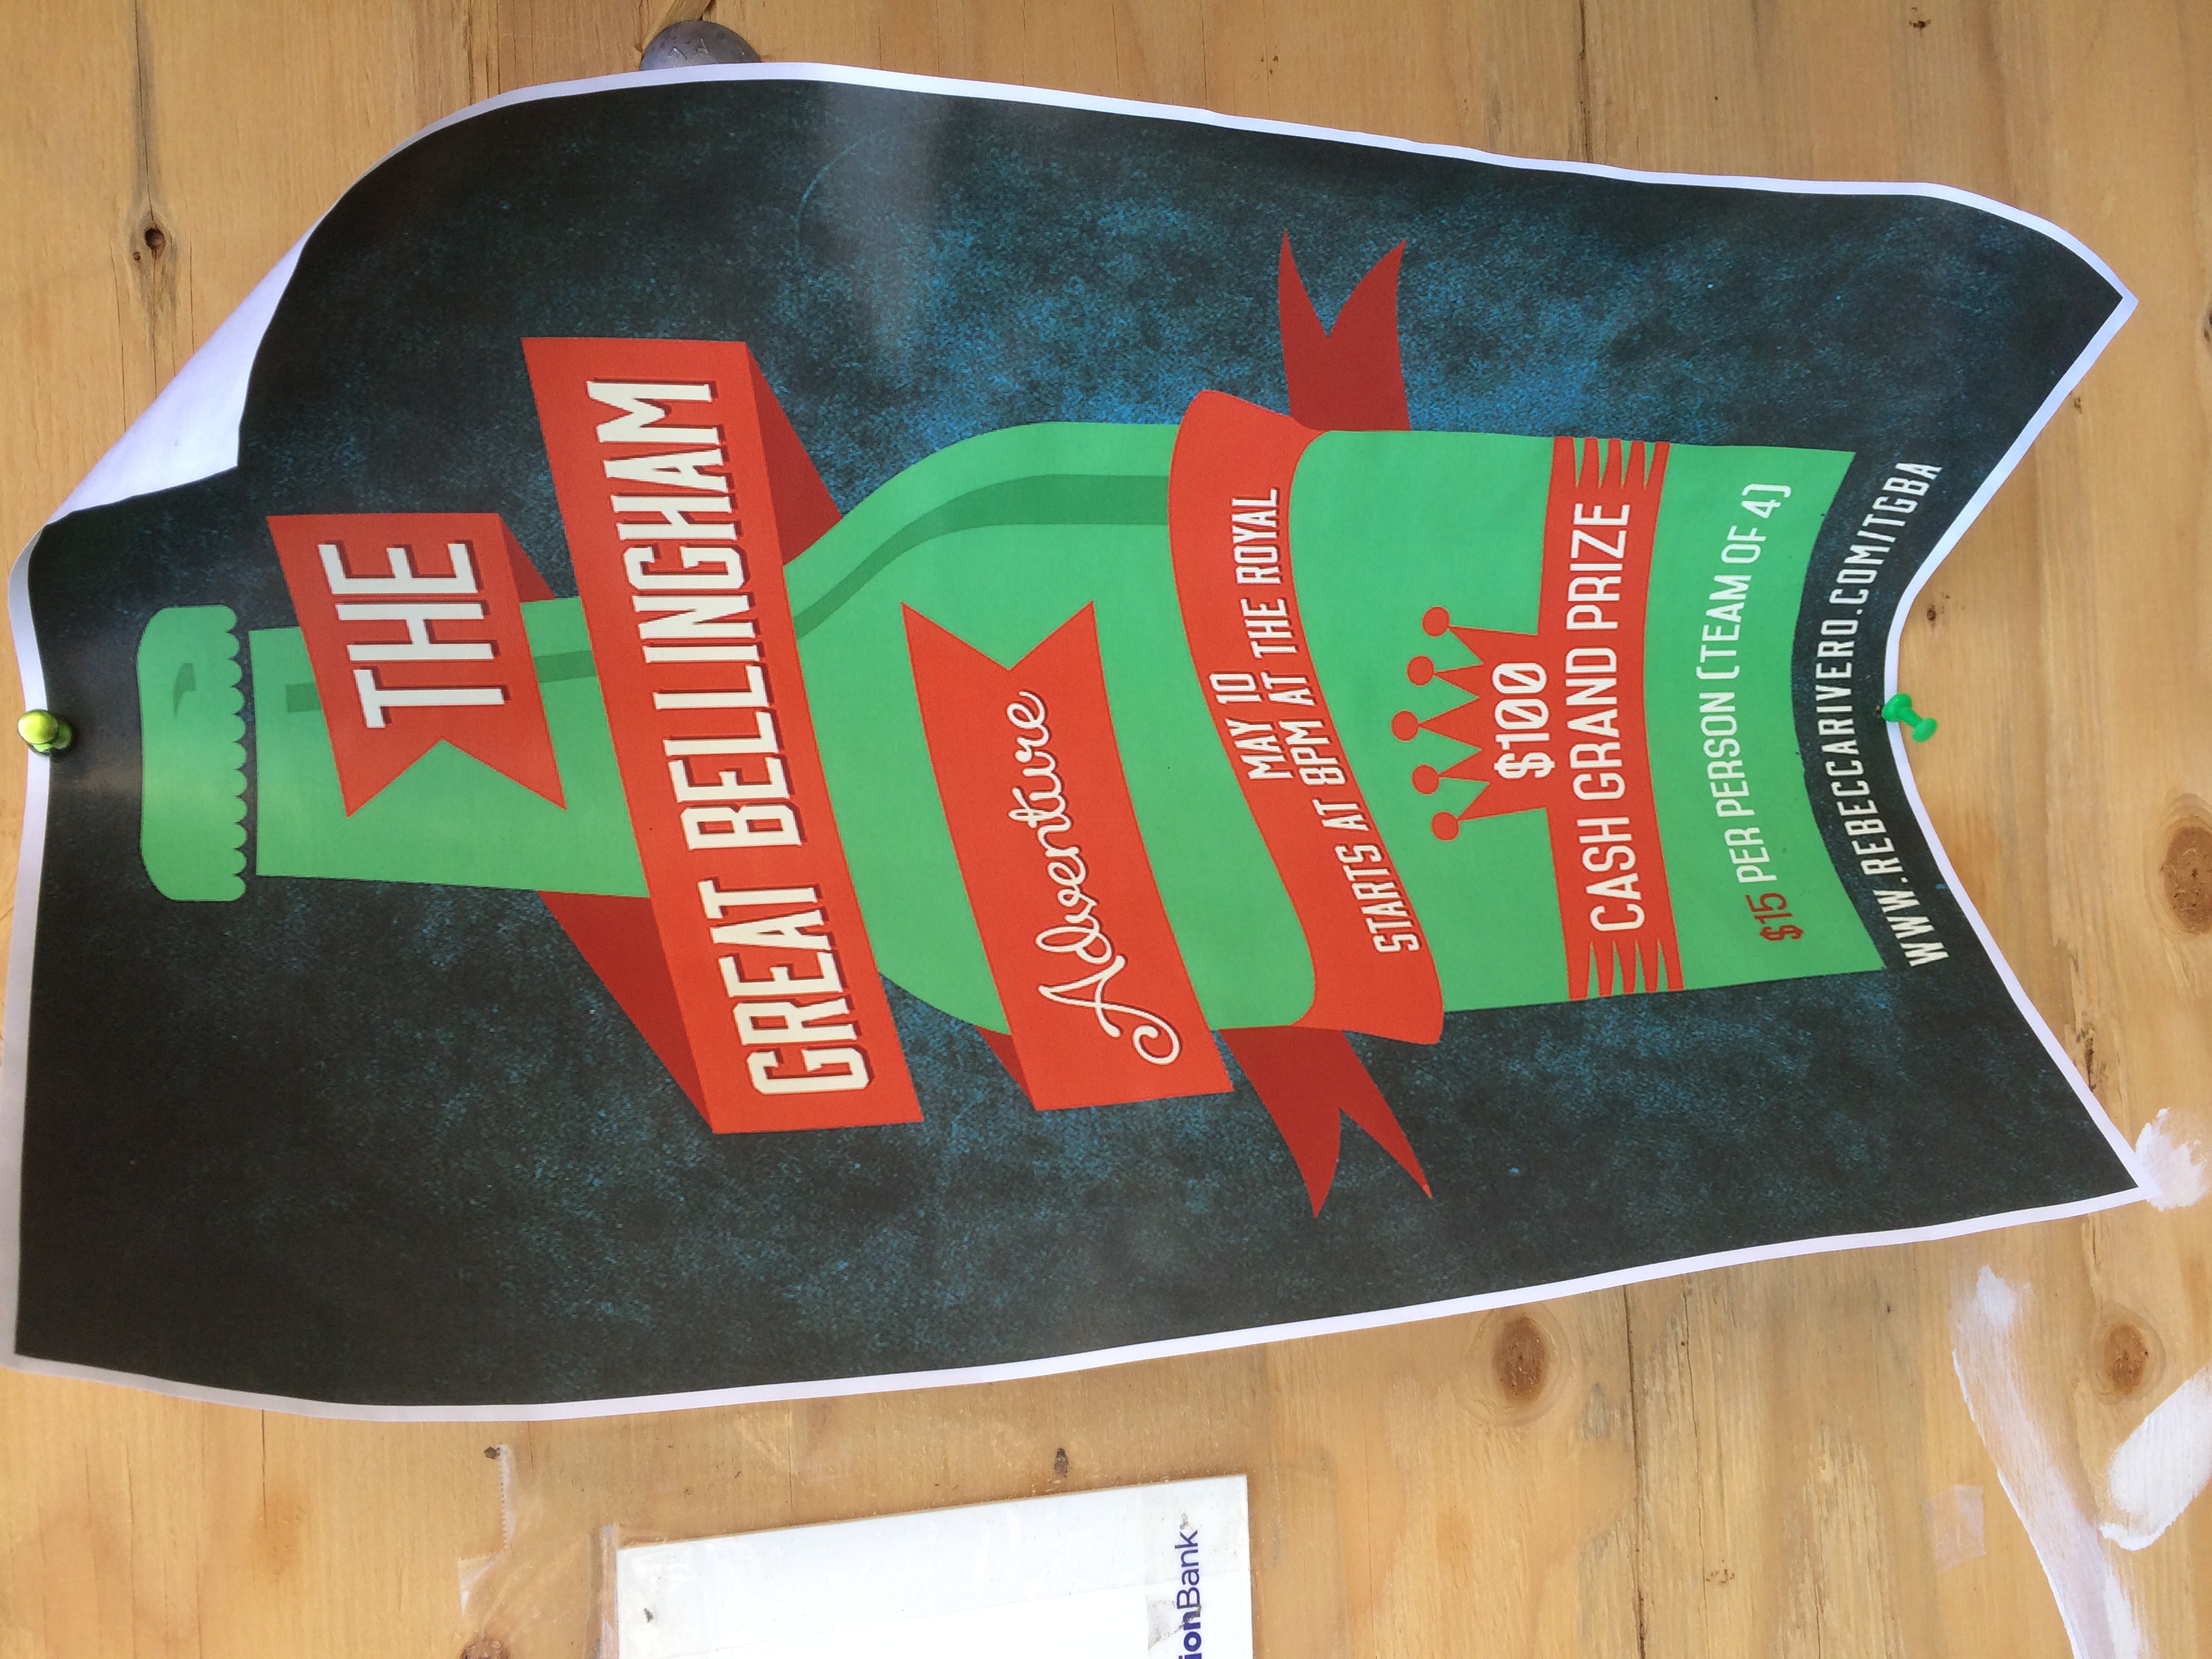 THE
GREAT BELLINGHAM
Adventure
MAY 10
STARTS AT 8PM AT THE ROYAL
$100
CASH GRAND PRIZE
$15 PER PERSON (TEAM OF 4)
WWW.REBECCARIVERO.COM/TGBA
ionBank